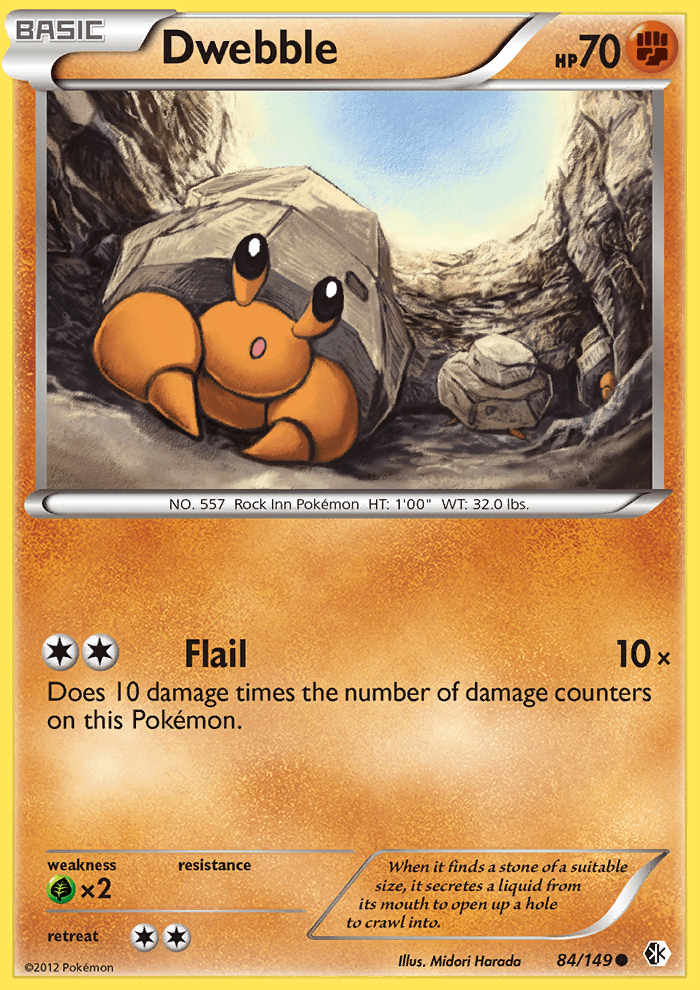 BASIC
Dwebble
HP70
NO. 557 Rock Inn Pokémon HT: 1'00" WT: 32.0 lbs.
Flail
10×
Does 10 damage times the number of damage counters
on this Pokémon.
weakness
resistance
×2
retreat
When it finds a stone of a suitable
size, it secretes a liquid from
its mouth to open up a hole
to crawl into.
©2012 Pokémon
Illus. Midori Harada
84/149